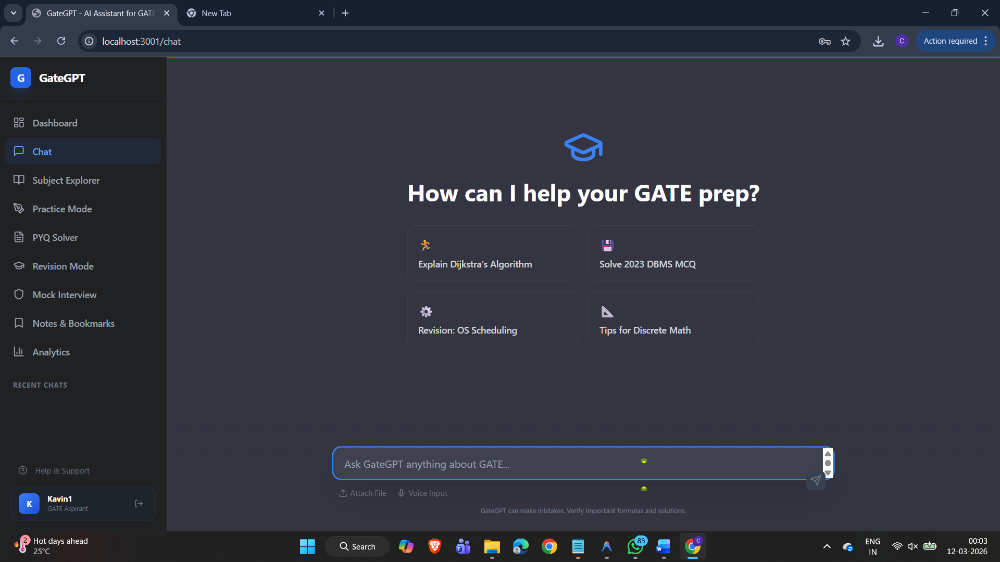 GateGPT - AI Assistant for GATE
New Tab
localhost:3001/chat
C
Action required
G
GateGPT
Dashboard
Chat
Subject Explorer
Practice Mode
PYQ Solver
Revision Mode
Mock Interview
Notes & Bookmarks
Analytics
RECENT CHATS
Help & Support
K
Kavin1
GATE Aspirant
How can I help your GATE prep?
Explain Dijkstra's Algorithm
Solve 2023 DBMS MCQ
Revision: OS Scheduling
Tips for Discrete Math
Ask GateGPT anything about GATE...
Attach File
Voice Input
GateGPT can make mistakes. Verify important formulas and solutions.
2
Hot days ahead
25°C
Search
T
83
W
C
ENG
IN
00:03
12-03-2026